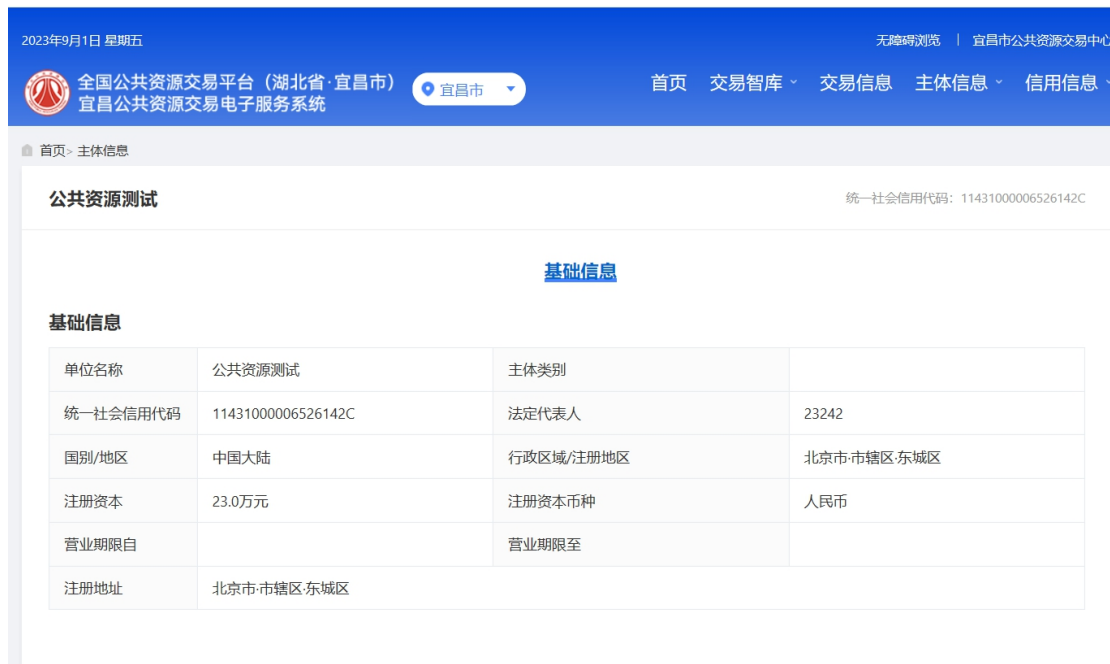 2023年9月1日 星期五 无障碍浏览 | 宜昌市公共资源交易中心
全国公共资源交易平台（湖北省·宜昌市）
宜昌公共资源交易电子服务系统
宜昌市 首页 交易智库 交易信息 主体信息 信用信息
首页> 主体信息
公共资源测试 统一社会信用代码：11431000006526142C
基础信息
基础信息
单位名称 公共资源测试 主体类别
统一社会信用代码 11431000006526142C 法定代表人 23242
国别/地区 中国大陆 行政区域/注册地区 北京市·市辖区·东城区
注册资本 23.0万元 注册资本币种 人民币
营业期限自 营业期限至
注册地址 北京市·市辖区·东城区